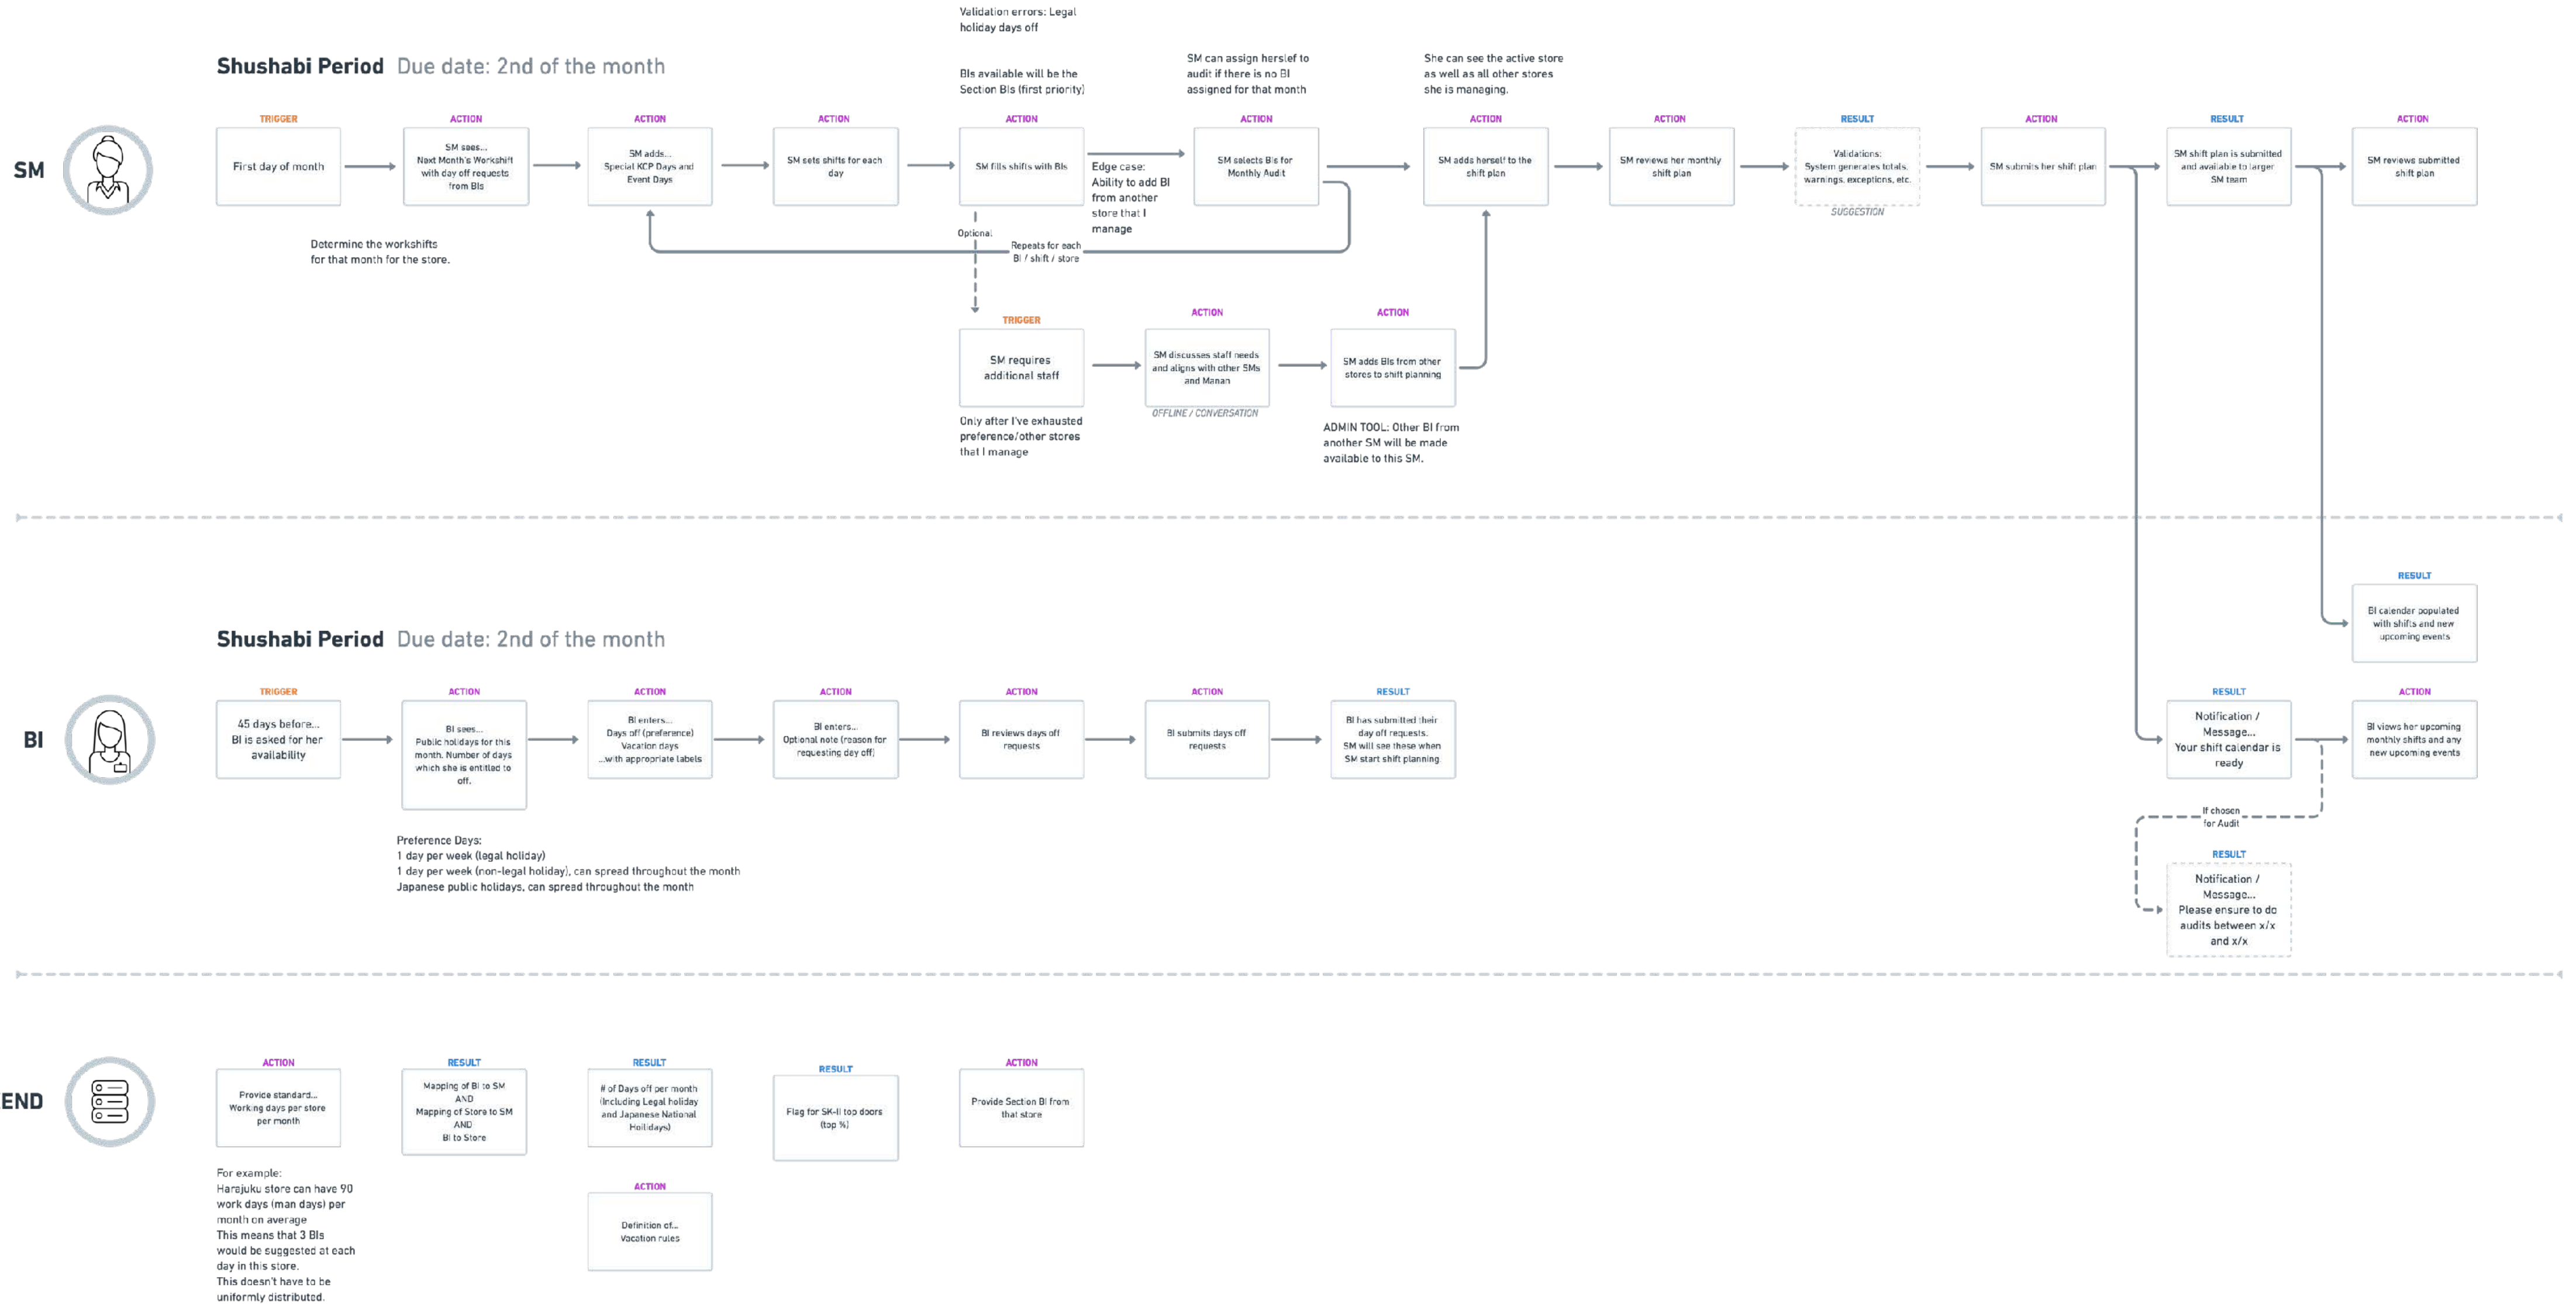 Validation errors: Legal
holiday days off
Shushabi Period Due date: 2nd of the month
BIs available will be the
Section BIs (first priority)
SM can assign herslef to
audit if there is no BI
assigned for that month
She can see the active store
as well as all other stores
she is managing.
SM
TRIGGER
First day of month
ACTION
SM sees...
Next Month's Workshift
with day off requests
from BIs
ACTION
SM adds...
Special KCP Days and
Event Days
ACTION
SM sets shifts for each
day
ACTION
SM fills shifts with BIs
Edge case:
Ability to add BI
from another
store that I
manage
ACTION
SM selects BIs for
Monthly Audit
ACTION
SM adds herself to the
shift plan
ACTION
SM reviews her monthly
shift plan
RESULT
Validations:
System generates totals,
warnings, exceptions, etc.
SUGGESTION
ACTION
SM submits her shift plan
RESULT
SM shift plan is submitted
and available to larger
SM team
ACTION
SM reviews submitted
shift plan
Determine the workshifts
for that month for the store.
Optional
Repeats for each
BI / shift / store
TRIGGER
SM requires
additional staff
Only after I've exhausted
preference/other stores
that I manage
ACTION
SM discusses staff needs
and aligns with other SMs
and Manan
OFFLINE / CONVERSATION
ACTION
SM adds BIs from other
stores to shift planning
ADMIN TOOL: Other BI from
another SM will be made
available to this SM.
RESULT
BI calendar populated
with shifts and new
upcoming events
Shushabi Period Due date: 2nd of the month
BI
TRIGGER
45 days before...
BI is asked for her
availability
ACTION
BI sees...
Public holidays for this
month. Number of days
which she is entitled to
off.
ACTION
BI enters...
Days off (preference)
Vacation days
...with appropriate labels
ACTION
BI enters...
Optional note (reason for
requesting day off)
ACTION
BI reviews days off
requests
ACTION
BI submits days off
requests
RESULT
BI has submitted their
day off requests.
SM will see these when
SM start shift planning.
RESULT
Notification /
Message...
Your shift calendar is
ready
ACTION
BI views her upcoming
monthly shifts and any
new upcoming events
Preference Days:
1 day per week (legal holiday)
1 day per week (non-legal holiday), can spread throughout the month
Japanese public holidays, can spread throughout the month
If chosen
for Audit
RESULT
Notification /
Message...
Please ensure to do
audits between x/x
and x/x
END
ACTION
Provide standard...
Working days per store
per month
RESULT
Mapping of BI to SM
AND
Mapping of Store to SM
AND
BI to Store
RESULT
# of Days off per month
(Including Legal holiday
and Japanese National
Hoilidays)
RESULT
Flag for SK-II top doors
(top %)
ACTION
Provide Section BI from
that store
For example:
Harajuku store can have 90
work days (man days) per
month on average
This means that 3 BIs
would be suggested at each
day in this store.
This doesn't have to be
uniformly distributed.
ACTION
Definition of...
Vacation rules